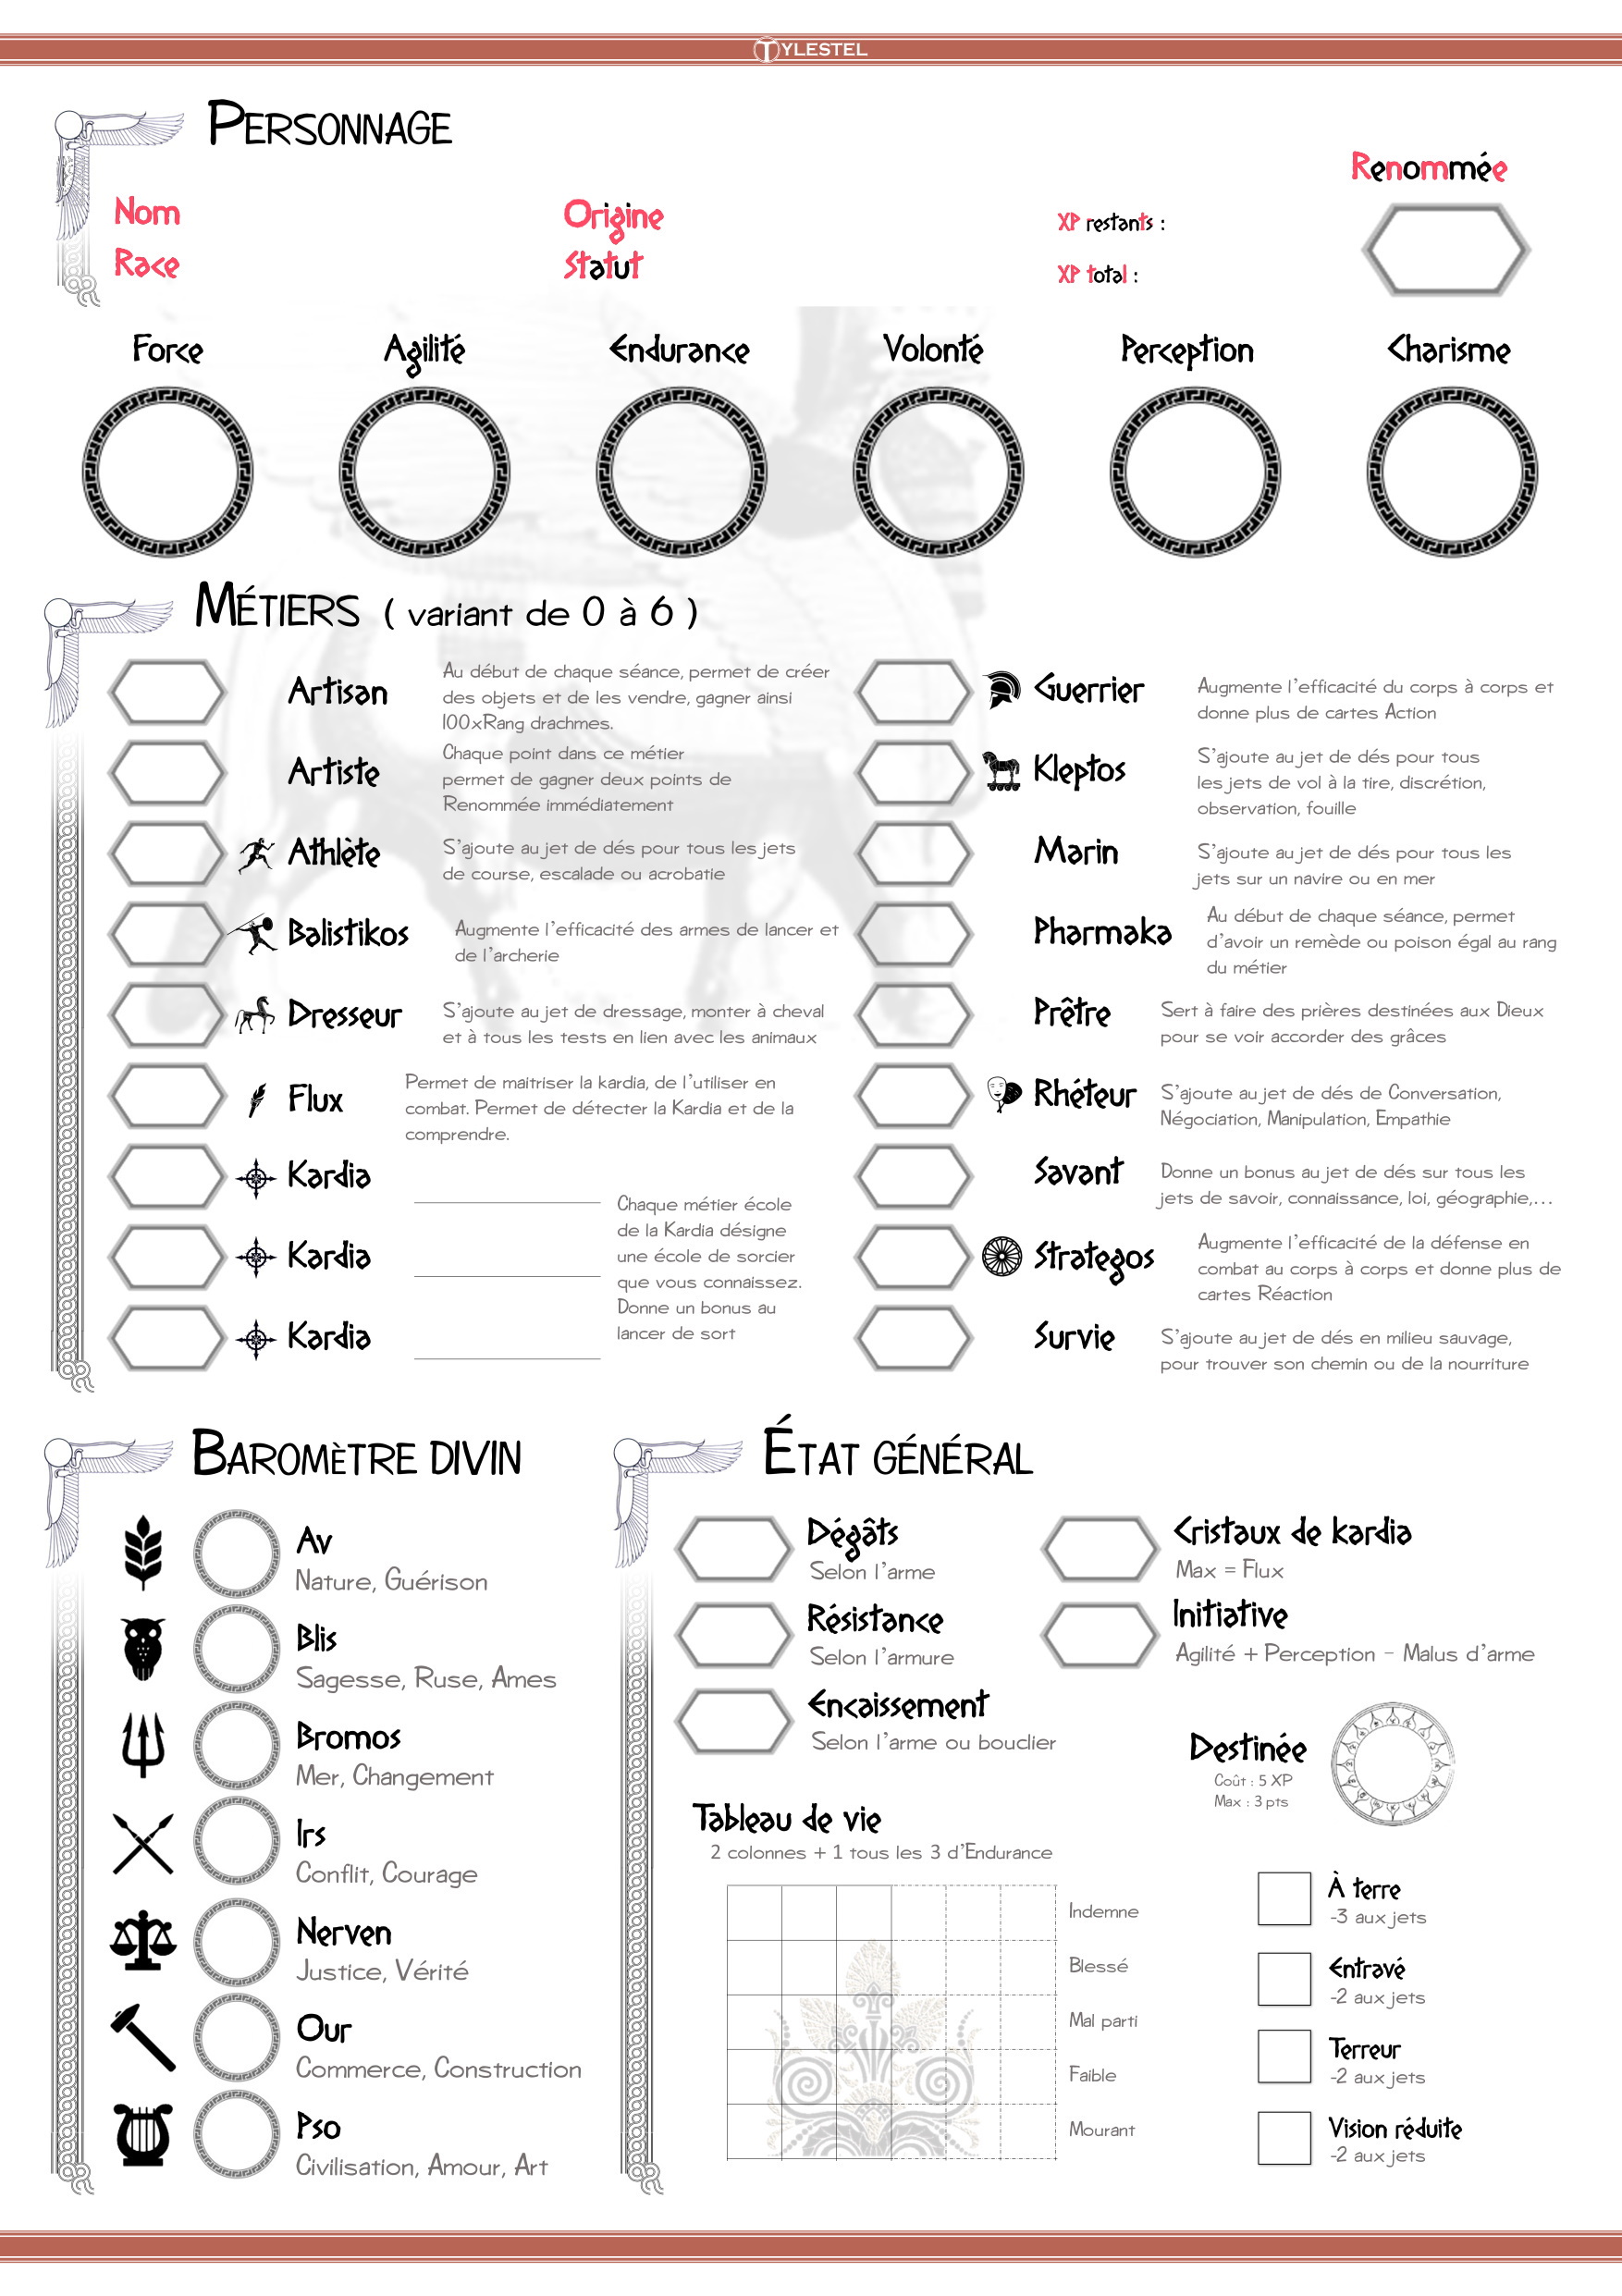 TYLESTEL
PERSONNAGE
Renommée
Nom
Origine
XP restants :
Race
Statut
XP total :
Force
Agilité
Endurance
Volonté
Perception
Charisme
MÉTIERS ( variant de 0 à 6 )
Artisan
Au début de chaque séance, permet de créer
des objets et de les vendre, gagner ainsi
100xRang drachmes.
Artiste
Chaque point dans ce métier
permet de gagner deux points de
Renommée immédiatement
Athlète
S'ajoute au jet de dés pour tous les jets
de course, escalade ou acrobatie
Balistikos
Augmente l'efficacité des armes de lancer et
de l'archerie
Dresseur
S'ajoute au jet de dressage, monter à cheval
et à tous les tests en lien avec les animaux
Flux
Permet de maitriser la kardia, de l'utiliser en
combat. Permet de détecter la Kardia et de la
comprendre.
Kardia
Kardia
Kardia
Chaque métier école
de la Kardia désigne
une école de sorcier
que vous connaissez.
Donne un bonus au
lancer de sort
Guerrier
Augmente l'efficacité du corps à corps et
donne plus de cartes Action
Kleptos
S'ajoute au jet de dés pour tous
les jets de vol à la tire, discrétion,
observation, fouille
Marin
S'ajoute au jet de dés pour tous les
jets sur un navire ou en mer
Pharmaka
Au début de chaque séance, permet
d'avoir un remède ou poison égal au rang
du métier
Prêtre
Sert à faire des prières destinées aux Dieux
pour se voir accorder des grâces
Rhéteur
S'ajoute au jet de dés de Conversation,
Négociation, Manipulation, Empathie
Savant
Donne un bonus au jet de dés sur tous les
jets de savoir, connaissance, loi, géographie,...
Strategos
Augmente l'efficacité de la défense en
combat au corps à corps et donne plus de
cartes Réaction
Survie
S'ajoute au jet de dés en milieu sauvage,
pour trouver son chemin ou de la nourriture
BAROMÈTRE DIVIN
Av
Nature, Guérison
Blis
Sagesse, Ruse, Ames
Bromos
Mer, Changement
Irs
Conflit, Courage
Nerven
Justice, Vérité
Our
Commerce, Construction
Pso
Civilisation, Amour, Art
ÉTAT GÉNÉRAL
Dégâts
Selon l'arme
Résistance
Selon l'armure
Encaissement
Selon l'arme ou bouclier
Cristaux de kardia
Max = Flux
Initiative
Agilité + Perception - Malus d'arme
Destinée
Coût : 5 XP
Max : 3 pts
Tableau de vie
2 colonnes + 1 tous les 3 d'Endurance
Indemne
Blessé
Mal parti
Faible
Mourant
À terre
-3 aux jets
Entravé
-2 aux jets
Terreur
-2 aux jets
Vision réduite
-2 aux jets